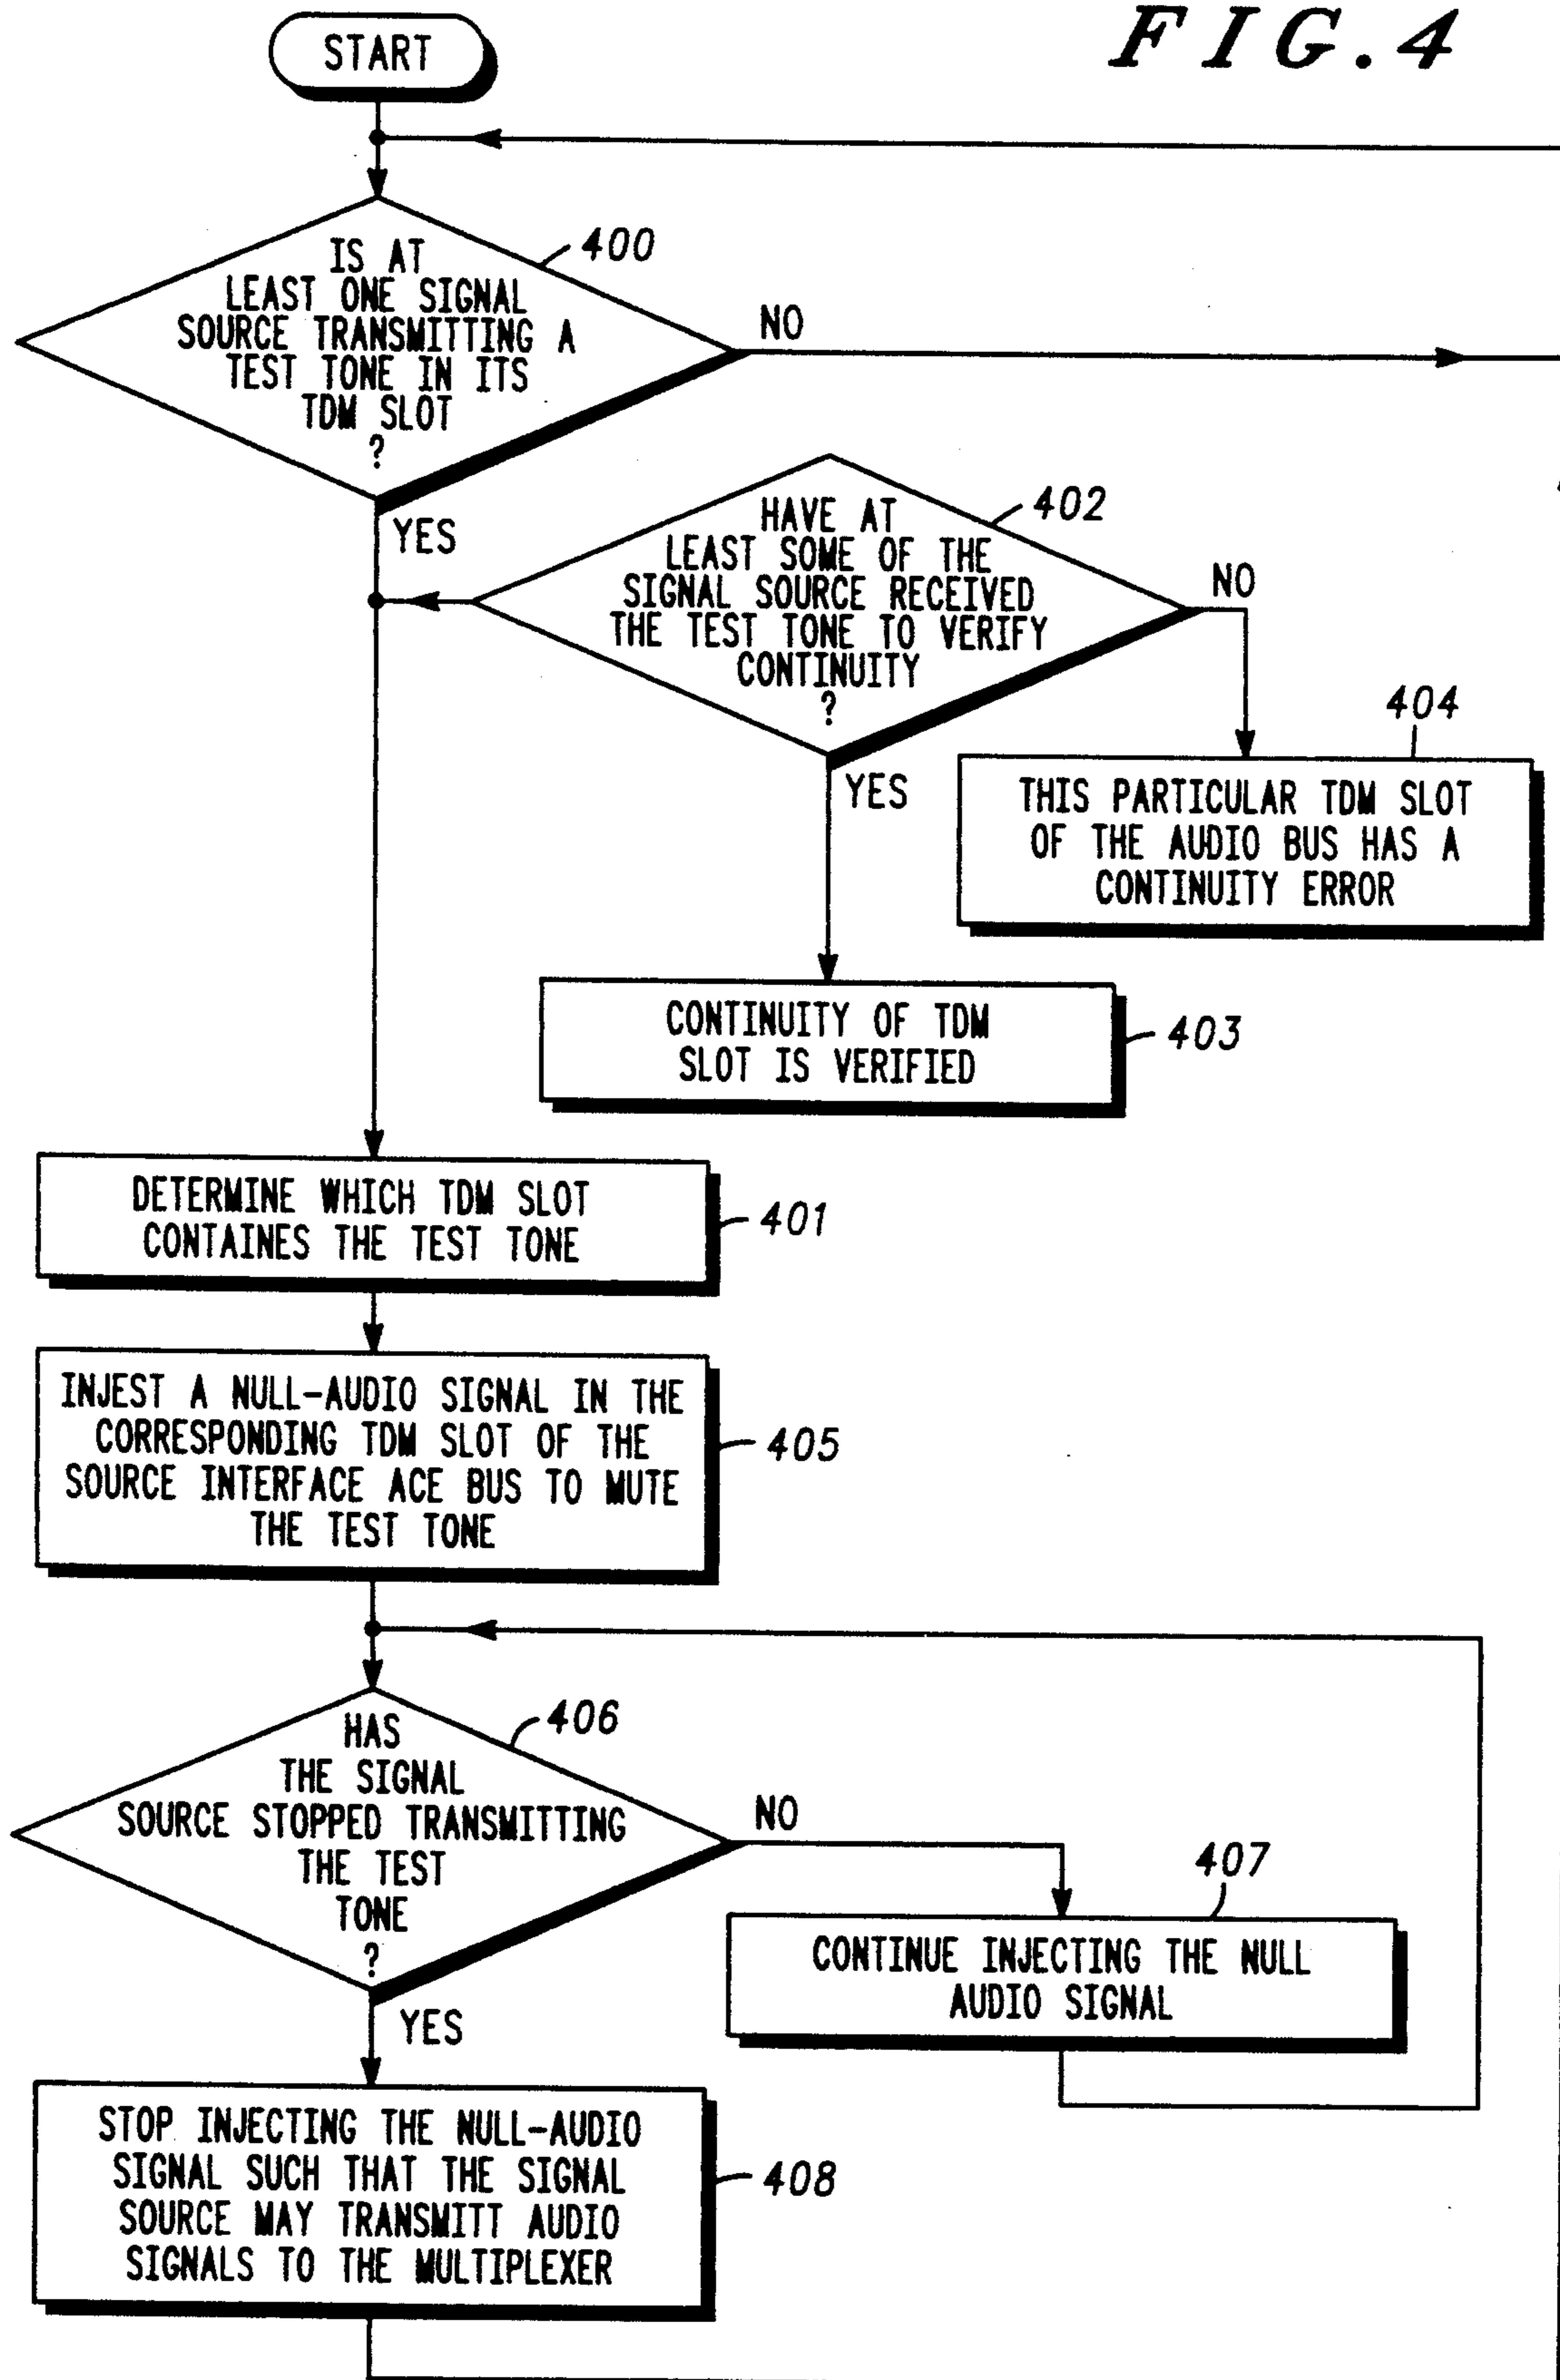 FIG.4
START
IS AT
LEAST ONE SIGNAL
SOURCE TRANSMITTING A
TEST TONE IN ITS
TDM SLOT
?
400
NO
YES
HAVE AT
LEAST SOME OF THE
SIGNAL SOURCE RECEIVED
THE TEST TONE TO VERIFY
CONTINUITY
?
402
NO
YES
404
THIS PARTICULAR TDM SLOT
OF THE AUDIO BUS HAS A
CONTINUITY ERROR
CONTINUITY OF TDM
SLOT IS VERIFIED
403
DETERMINE WHICH TDM SLOT
CONTAINES THE TEST TONE
401
INJEST A NULL-AUDIO SIGNAL IN THE
CORRESPONDING TDM SLOT OF THE
SOURCE INTERFACE ACE BUS TO MUTE
THE TEST TONE
405
HAS
THE SIGNAL
SOURCE STOPPED TRANSMITTING
THE TEST
TONE
?
406
NO
YES
407
CONTINUE INJECTING THE NULL
AUDIO SIGNAL
STOP INJECTING THE NULL-AUDIO
SIGNAL SUCH THAT THE SIGNAL
SOURCE MAY TRANSMITT AUDIO
SIGNALS TO THE MULTIPLEXER
408